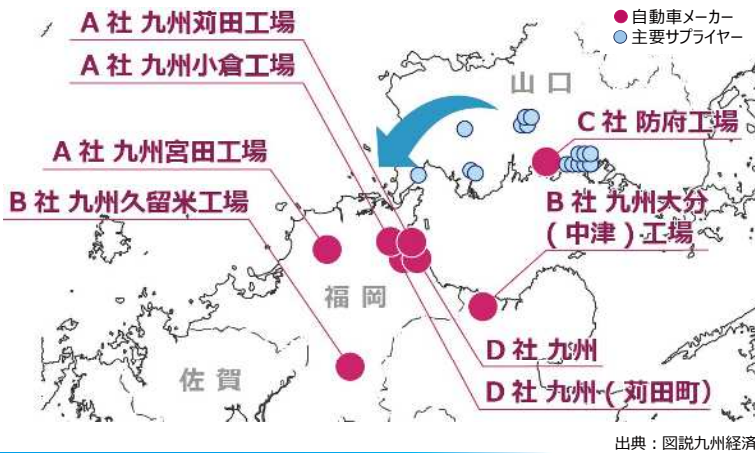 A 社 九州苅田工場
A 社 九州小倉工場
A 社 九州宮田工場
B 社 九州久留米工場
自動車メーカー
主要サプライヤー
山口
C 社 防府工場
B 社 九州大分
( 中津 ) 工場
福岡
佐賀
D 社 九州
D 社 九州 ( 苅田町 )
出典：図説九州経済